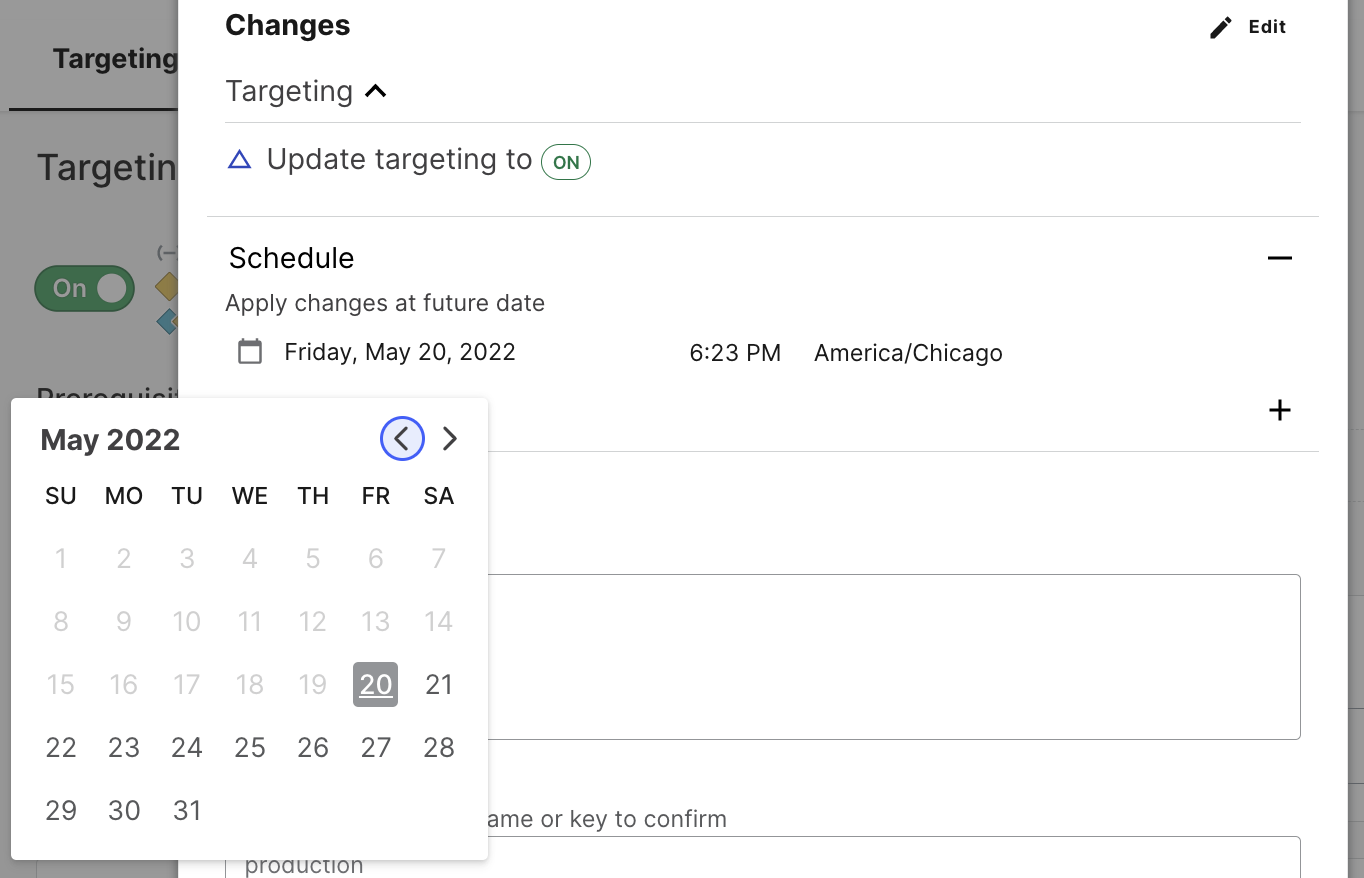 Changes
Edit
Targeting
Targeting
Update targeting to ON
On
Schedule
Apply changes at future date
Friday, May 20, 2022 6:23 PM America/Chicago
May 2022
SU MO TU WE TH FR SA
1 2 3 4 5 6 7
8 9 10 11 12 13 14
15 16 17 18 19 20 21
22 23 24 25 26 27 28
29 30 31
to confirm
or key
production